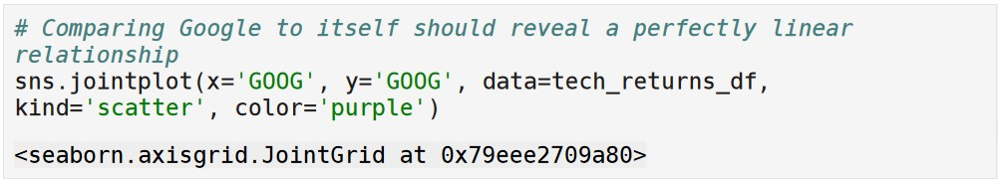 # Comparing Google to itself should reveal a perfectly linear
relationship
sns.jointplot(x='GOOG', y='GOOG', data=tech_returns_df,
kind='scatter', color='purple')
<seaborn.axisgrid.JointGrid at 0x79eee2709a80>